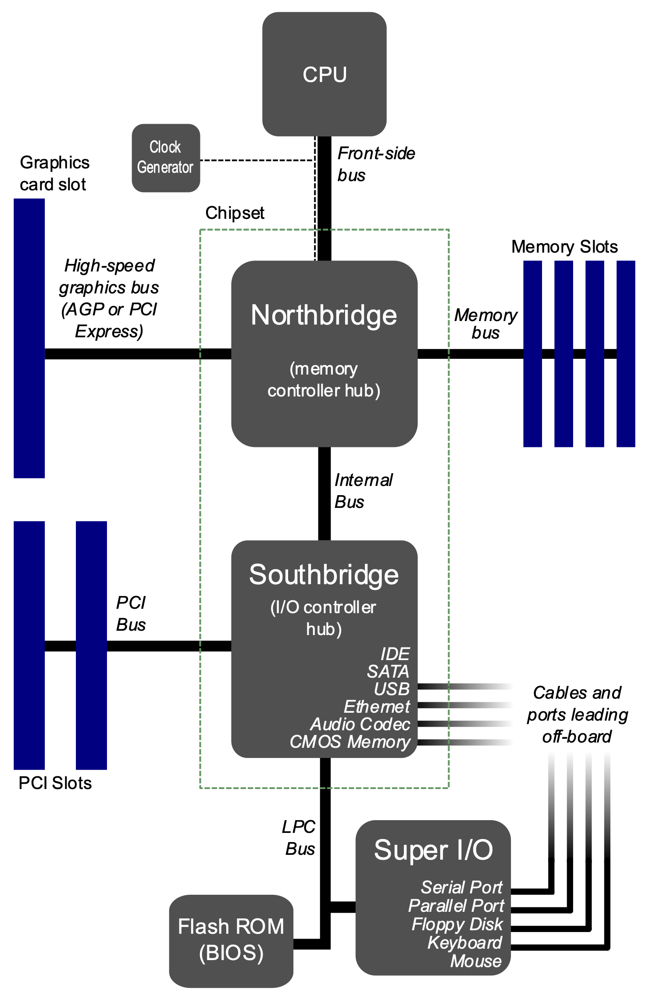 CPU
Clock
Generator
Front-side
bus
Graphics
card slot
Chipset
Memory Slots
High-speed
graphics bus
(AGP or PCI
Express)
Northbridge
(memory
controller hub)
Memory
bus
Internal
Bus
Southbridge
(I/O controller
hub)
IDE
SATA
USB
Ethernet
Audio Codec
CMOS Memory
PCI
Bus
Cables and
ports leading
off-board
PCI Slots
LPC
Bus
Super I/O
Serial Port
Parallel Port
Floppy Disk
Keyboard
Mouse
Flash ROM
(BIOS)